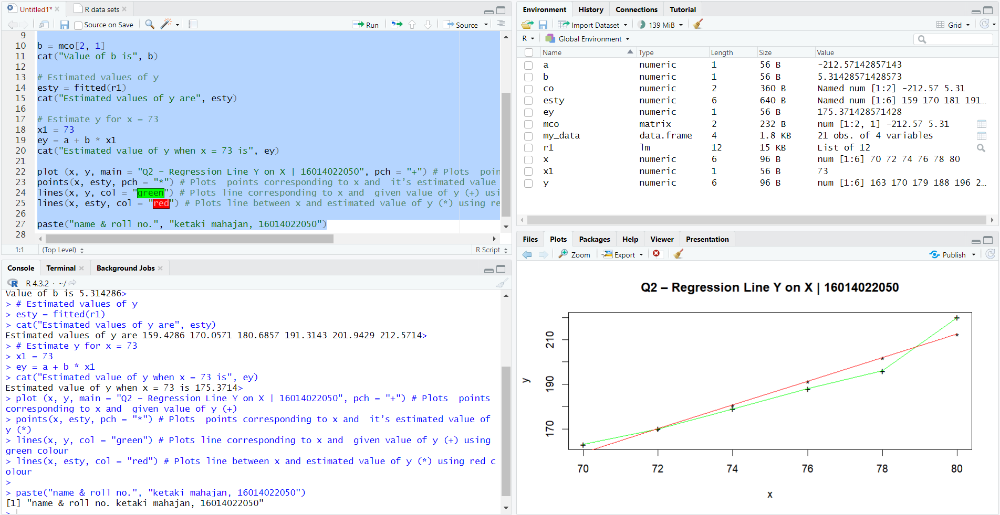 Untitled1*
R data sets
Source on Save
Run
Source
9
10 b = mco[2, 1]
11 cat("Value of b is", b)
12
13 # Estimated values of y
14 esty = fitted(r1)
15 cat("Estimated values of y are", esty)
16
17 # Estimate y for x = 73
18 x1 = 73
19 ey = a + b * x1
20 cat("Estimated value of y when x = 73 is", ey)
21
22 plot (x, y, main = "Q2 – Regression Line Y on X | 16014022050", pch = "+") # Plots  poin
23 points(x, esty, pch = "*") # Plots  points corresponding to x and  it’s estimated value
24 lines(x, y, col = "green") # Plots line corresponding to x and  given value of y (+) usi
25 lines(x, esty, col = "red") # Plots line between x and estimated value of y (*) using re
26
27 paste("name & roll no.", "ketaki mahajan, 16014022050")
28
1:1 (Top Level) R Script
Console Terminal Background Jobs
R R 4.3.2 · ~/
Value of b is 5.314286>
> # Estimated values of y
> esty = fitted(r1)
> cat("Estimated values of y are", esty)
Estimated values of y are 159.4286 170.0571 180.6857 191.3143 201.9429 212.5714>
> # Estimate y for x = 73
> x1 = 73
> ey = a + b * x1
> cat("Estimated value of y when x = 73 is", ey)
Estimated value of y when x = 73 is 175.3714>
> plot (x, y, main = "Q2 – Regression Line Y on X | 16014022050", pch = "+") # Plots  points
corresponding to x and  given value of y (+)
> points(x, esty, pch = "*") # Plots  points corresponding to x and  it’s estimated value of
y (*)
> lines(x, y, col = "green") # Plots line corresponding to x and  given value of y (+) using
green colour
> lines(x, esty, col = "red") # Plots line between x and estimated value of y (*) using red c
olour
>
> paste("name & roll no.", "ketaki mahajan, 16014022050")
[1] "name & roll no. ketaki mahajan, 16014022050"
>
Environment History Connections Tutorial
Import Dataset 139 MiB Grid
R Global Environment
Name Type Length Size Value
a numeric 1 56 B -212.57142857143
b numeric 1 56 B 5.31428571428573
co numeric 2 360 B Named num [1:2] -212.57 5.31
esty numeric 6 640 B Named num [1:6] 159 170 181 191…
ey numeric 1 56 B 175.371428571428
mco matrix 2 232 B num [1:2, 1] -212.57 5.31
my_data data.frame 4 1.8 KB 21 obs. of 4 variables
r1 lm 12 15 KB List of 12
x numeric 6 96 B num [1:6] 70 72 74 76 78 80
x1 numeric 1 56 B 73
y numeric 6 96 B num [1:6] 163 170 179 188 196 2…
Files Plots Packages Help Viewer Presentation
Zoom Export Publish
Q2 – Regression Line Y on X | 16014022050
210
190
170
y
70 72 74 76 78 80
x